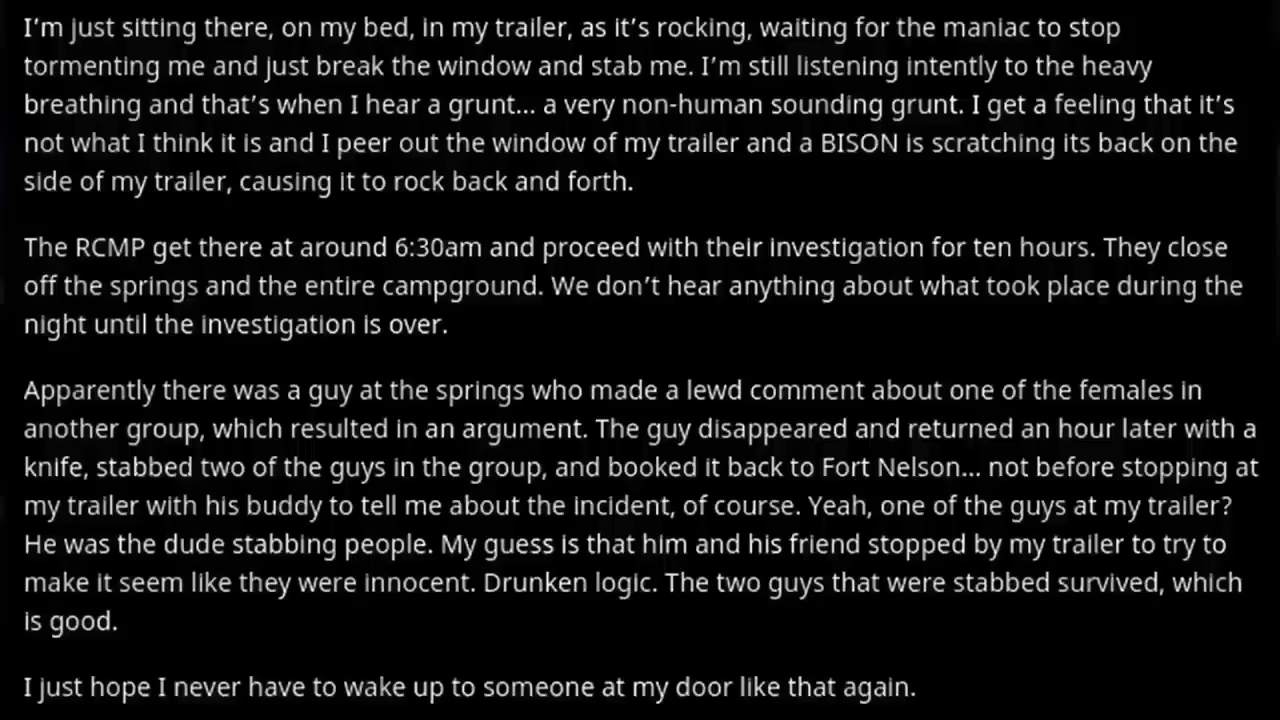 I'm just sitting there, on my bed, in my trailer, as it's rocking, waiting for the maniac to stop
tormenting me and just break the window and stab me. I'm still listening intently to the heavy
breathing and that's when I hear a grunt... a very non-human sounding grunt. I get a feeling that it's
not what I think it is and I peer out the window of my trailer and a BISON is scratching its back on the
side of my trailer, causing it to rock back and forth.
The RCMP get there at around 6:30am and proceed with their investigation for ten hours. They close
off the springs and the entire campground. We don't hear anything about what took place during the
night until the investigation is over.
Apparently there was a guy at the springs who made a lewd comment about one of the females in
another group, which resulted in an argument. The guy disappeared and returned an hour later with a
knife, stabbed two of the guys in the group, and booked it back to Fort Nelson... not before stopping at
my trailer with his buddy to tell me about the incident, of course. Yeah, one of the guys at my trailer?
He was the dude stabbing people. My guess is that him and his friend stopped by my trailer to try to
make it seem like they were innocent. Drunken logic. The two guys that were stabbed survived, which
is good.
I just hope I never have to wake up to someone at my door like that again.